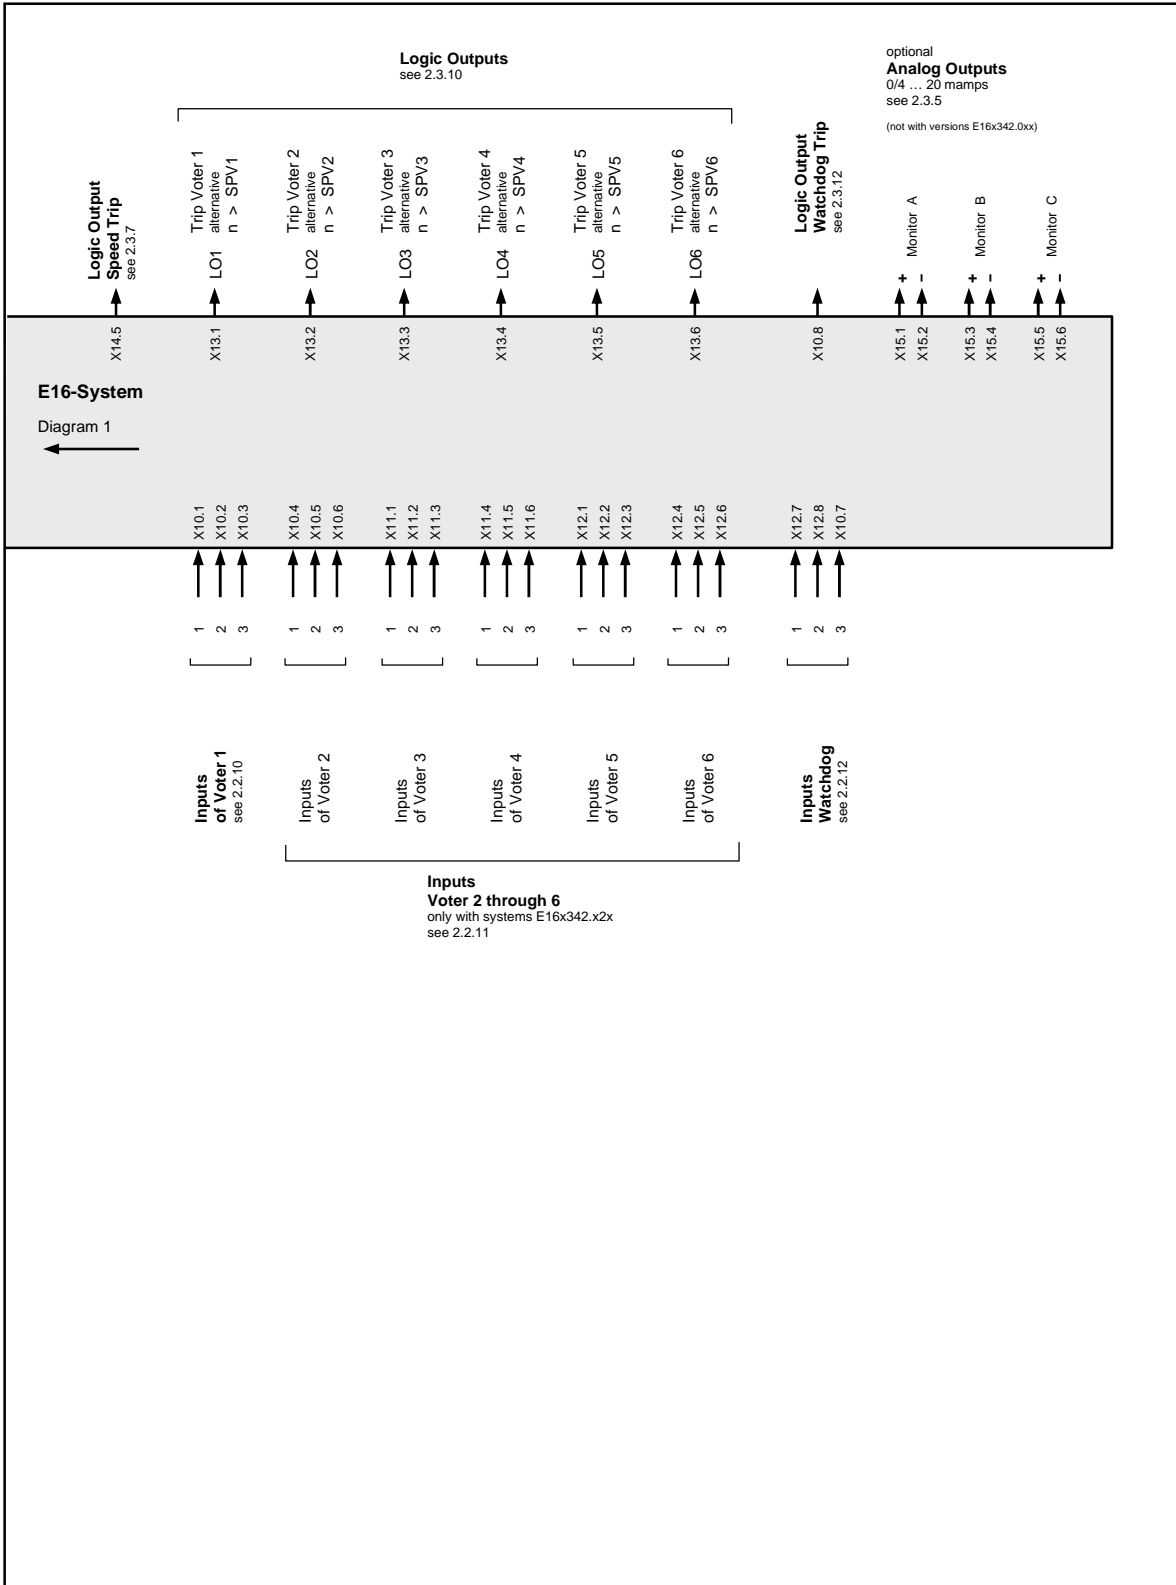 Logic Outputs
see 2.3.10
optional
Analog Outputs
0/4 … 20 mamps
see 2.3.5
(not with versions E16x342.0xx)
Logic Output
Speed Trip
see 2.3.7
Trip Voter 1
alternative
n > SPV1
LO1
Trip Voter 2
alternative
n > SPV2
LO2
Trip Voter 3
alternative
n > SPV3
LO3
Trip Voter 4
alternative
n > SPV4
LO4
Trip Voter 5
alternative
n > SPV5
LO5
Trip Voter 6
alternative
n > SPV6
LO6
Logic Output
Watchdog Trip
see 2.3.12
+
–
Monitor A
+
–
Monitor B
+
–
Monitor C
X14.5
X13.1
X13.2
X13.3
X13.4
X13.5
X13.6
X10.8
X15.1
X15.2
X15.3
X15.4
X15.5
X15.6
E16-System
Diagram 1
X10.1
X10.2
X10.3
X10.4
X10.5
X10.6
X11.1
X11.2
X11.3
X11.4
X11.5
X11.6
X12.1
X12.2
X12.3
X12.4
X12.5
X12.6
X12.7
X12.8
X10.7
1
2
3
1
2
3
1
2
3
1
2
3
1
2
3
1
2
3
1
2
3
Inputs
of Voter 1
see 2.2.10
Inputs
of Voter 2
Inputs
of Voter 3
Inputs
of Voter 4
Inputs
of Voter 5
Inputs
of Voter 6
Inputs
Watchdog
see 2.2.12
Inputs
Voter 2 through 6
only with systems E16x342.x2x
see 2.2.11